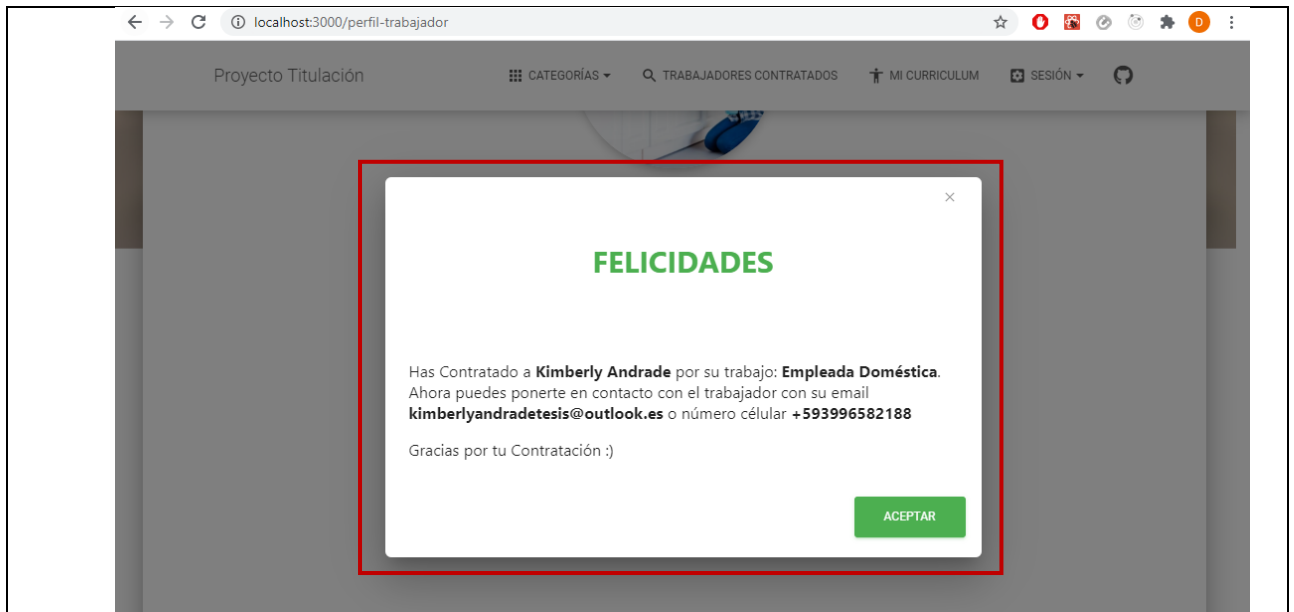 localhost:3000/perfil-trabajador
D
Proyecto Titulación
CATEGORÍAS
TRABAJADORES CONTRATADOS
MI CURRICULUM
SESIÓN
×
FELICIDADES
Has Contratado a Kimberly Andrade por su trabajo: Empleada Doméstica.
Ahora puedes ponerte en contacto con el trabajador con su email
kimberlyandradetesis@outlook.es o número célular +593996582188
Gracias por tu Contratación :)
ACEPTAR